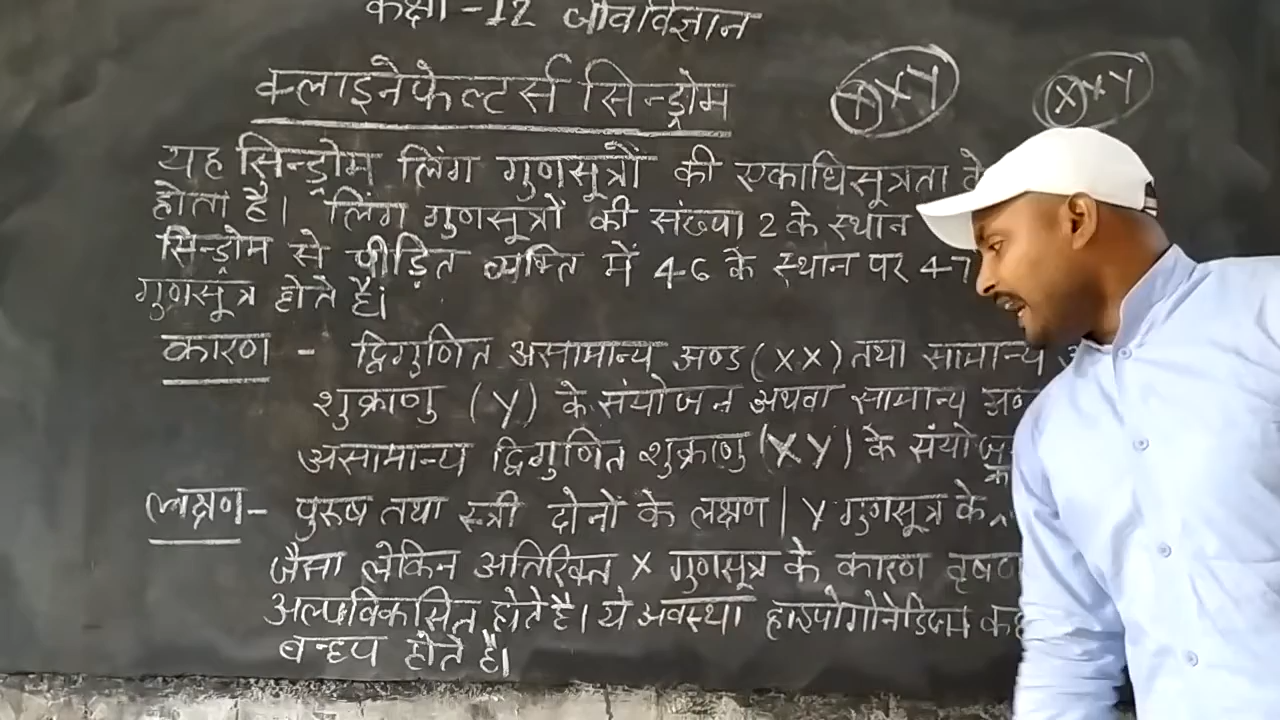 कक्षा -12 जीवविज्ञान
क्लाइनेफेल्टर्स सिन्ड्रोम XXY XXY
यह सिन्ड्रोम लिंग गुणसूत्रों की एकाधिसूत्रता के
होता है। लिंग गुणसूत्रों की संख्या 2 के स्थान
सिन्ड्रोम से पीड़ित व्यक्ति में 46 के स्थान पर 47
गुणसूत्र होते हैं।
कारण - द्विगुणित असामान्य अण्ड (XX) तथा सामान्य
शुक्राणु (Y) के संयोजन अथवा सामान्य
असामान्य द्विगुणित शुक्राणु (XY) के
लक्षण - पुरुष तथा स्त्री दोनों के लक्षण | Y गुणसूत्र के
जैसा लेकिन अतिरिक्त X गुणसूत्र के कारण वृषण
अल्पविकसित होते है। ये अवस्था हाइपोगोनेडिज्म
बन्ध्य होते है।